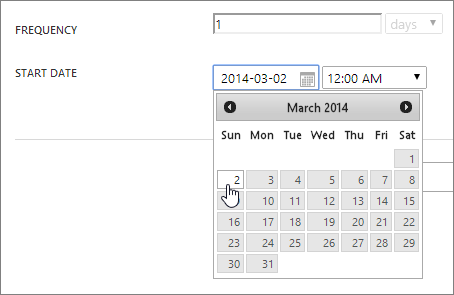 FREQUENCY 1 days
START DATE 2014-03-02 12:00 AM
March 2014
Sun Mon Tue Wed Thu Fri Sat
1
2 3 4 5 6 7 8
10 11 12 13 14 15
16 17 18 19 20 21 22
23 24 25 26 27 28 29
30 31